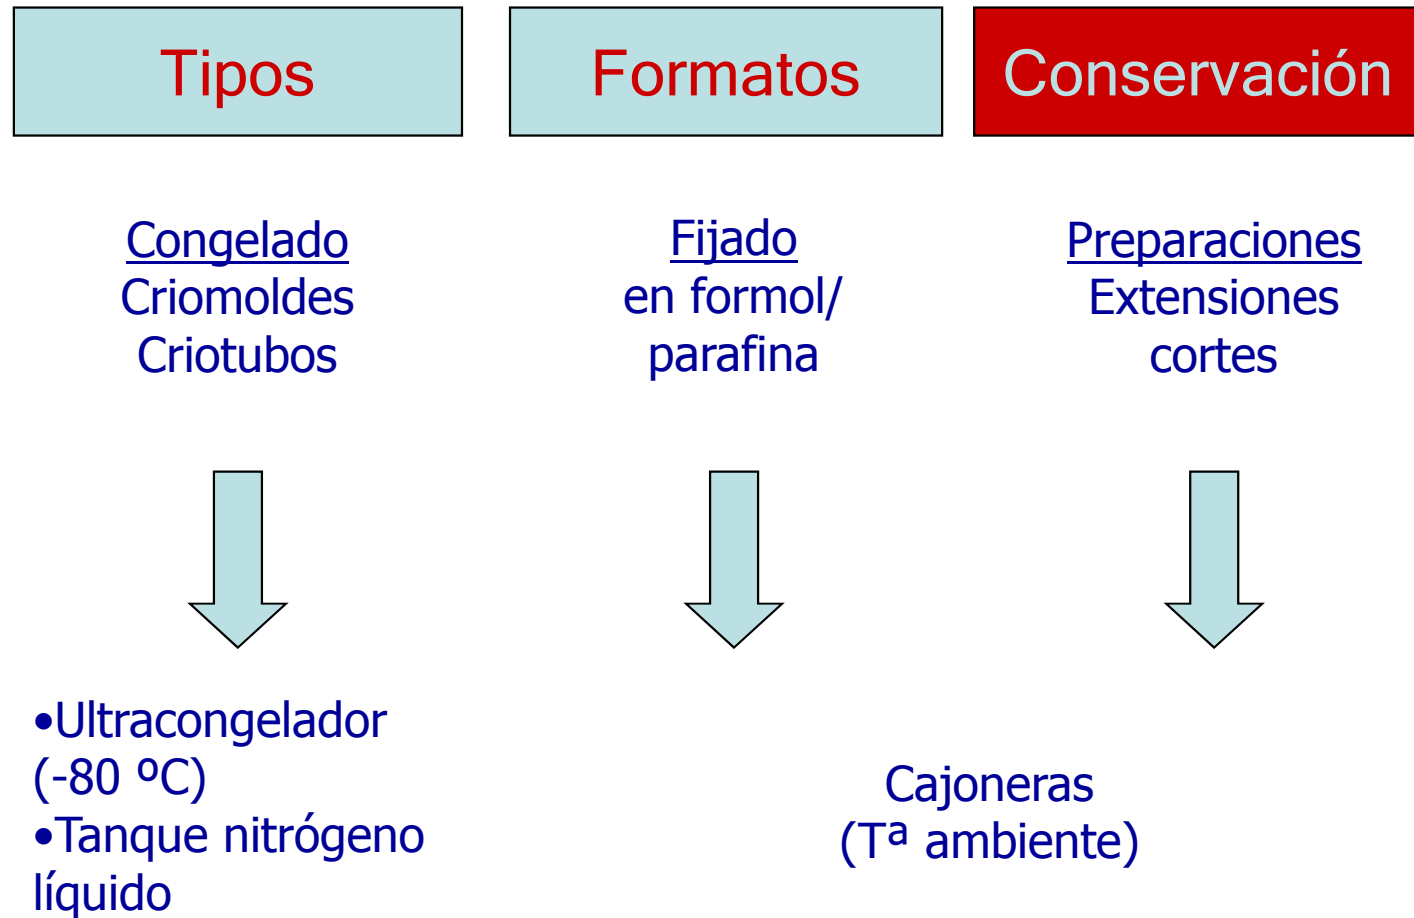 Tipos
Formatos
Conservación
Congelado
Criomoldes
Criotubos
Fijado
en formol/
parafina
Preparaciones
Extensiones
cortes
•Ultracongelador
(-80 ºC)
•Tanque nitrógeno
líquido
Cajoneras
(Tª ambiente)